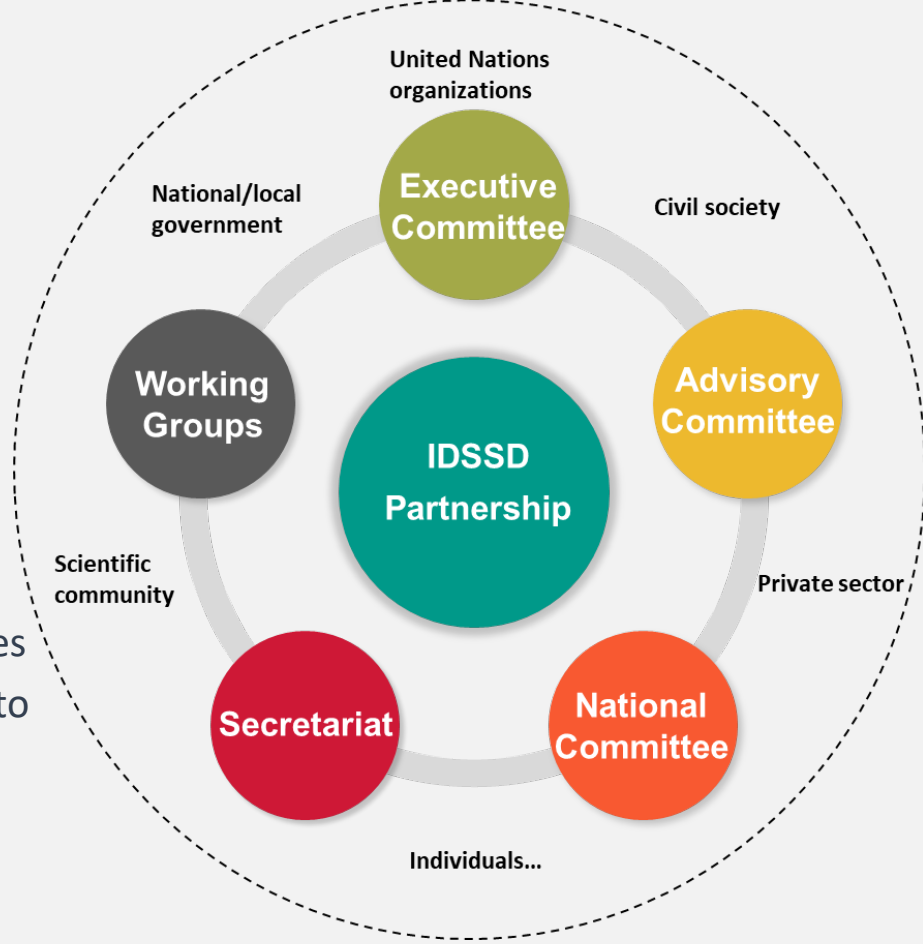 United Nations
organizations
Executive
Committee
National/local
government
Civil society
Working
Groups
Advisory
Committee
IDSSD
Partnership
Scientific
community
Private sector
es
to
Secretariat
National
Committee
Individuals...